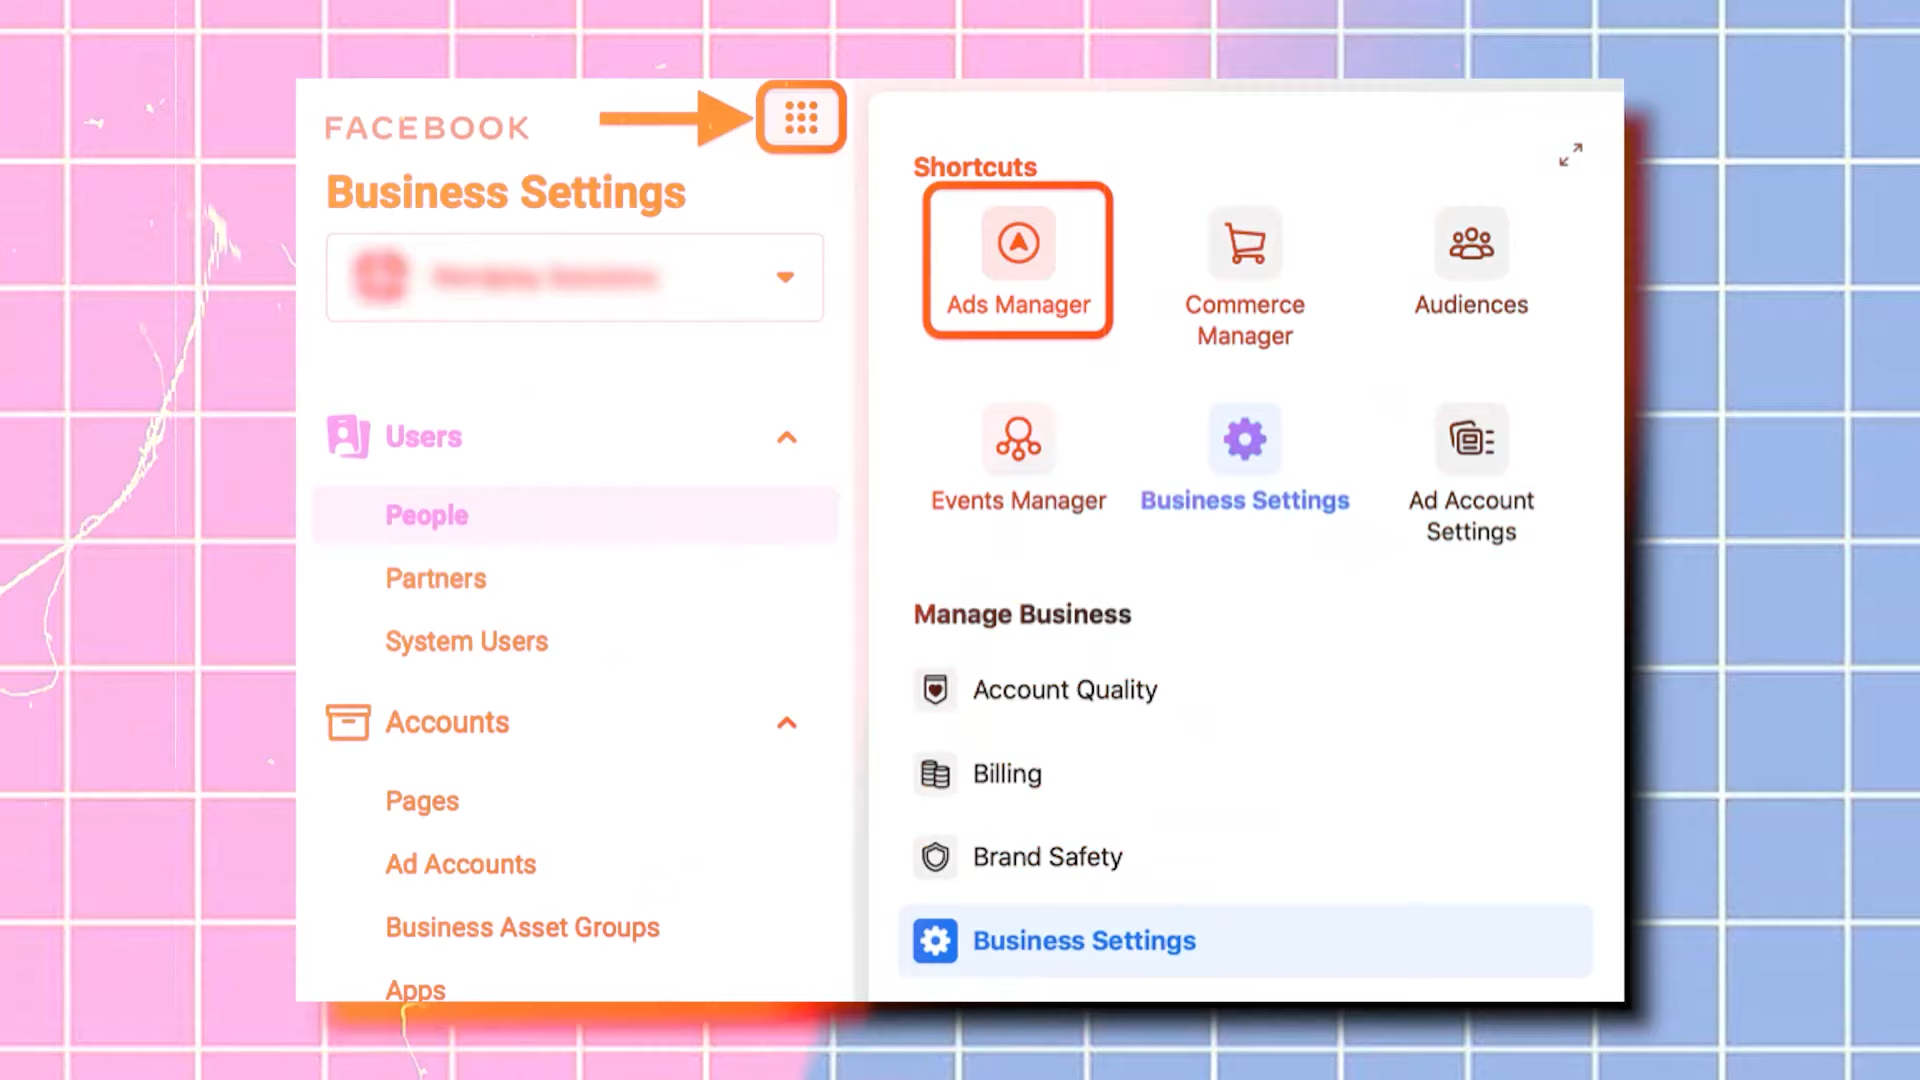 FACEBOOK
Business Settings
Users
People
Partners
System Users
Accounts
Pages
Ad Accounts
Business Asset Groups
Apps
Shortcuts
Ads Manager
Commerce
Manager
Audiences
Events Manager
Business Settings
Ad Account
Settings
Manage Business
Account Quality
Billing
Brand Safety
Business Settings